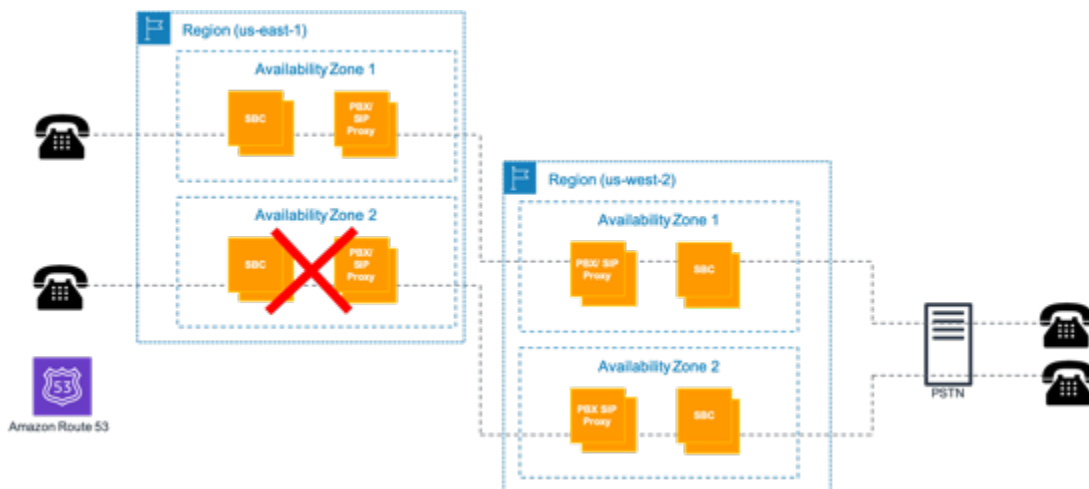 Region (us-east-1)
Availability Zone 1
SBC
PBX/
SIP
Proxy
Availability Zone 2
SBC
PBX/
SIP
Proxy
53
Amazon Route 53
Region (us-west-2)
Availability Zone 1
PBX/ SIP
Proxy
SBC
Availability Zone 2
PBX SIP
Proxy
SBC
PSTN